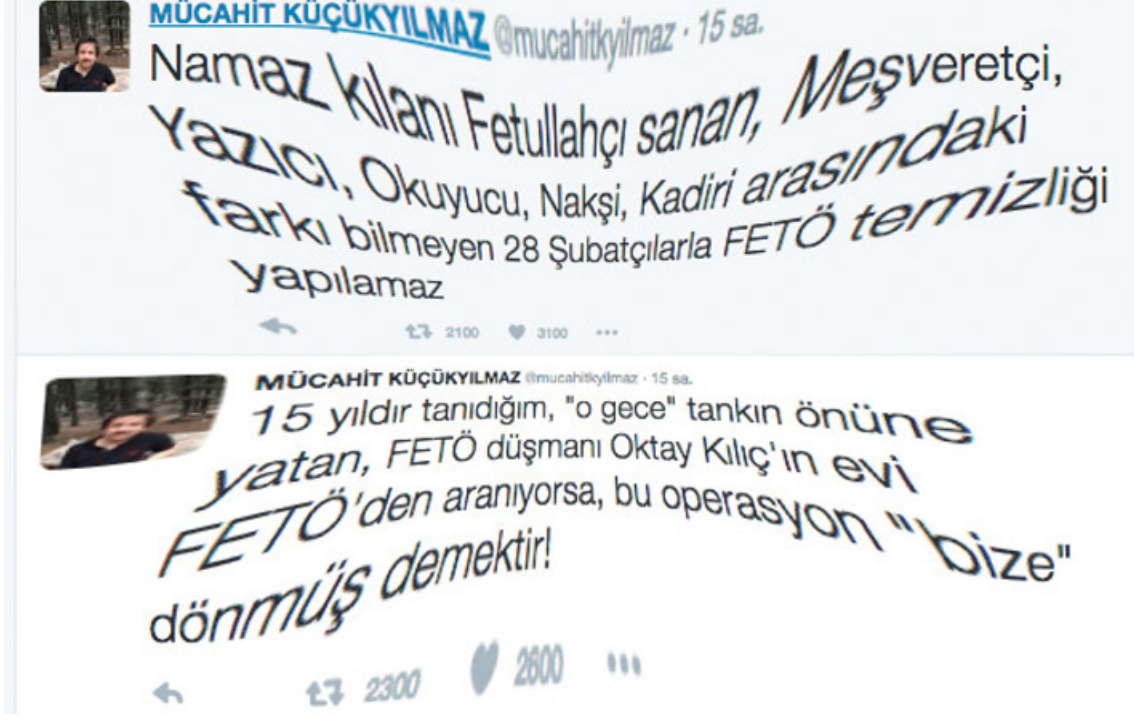 MÜCAHİT KÜÇÜKYILMAZ @mucahitkyilmaz · 15 sa.
Namaz kılanı Fetullahçı sanan, Meşveretçi,
Yazıcı, Okuyucu, Nakşi, Kadiri arasındaki
farkı bilmeyen 28 Şubatçılarla FETÖ temizliği
yapılamaz
2100 3100
MÜCAHİT KÜÇÜKYILMAZ @mucahitkyilmaz · 15 sa.
15 yıldır tanıdığım, "o gece" tankın önüne
yatan, FETÖ düşmanı Oktay Kılıç'ın evi
FETÖ'den aranıyorsa, bu operasyon "bize"
dönmüş demektir!
2300 2600